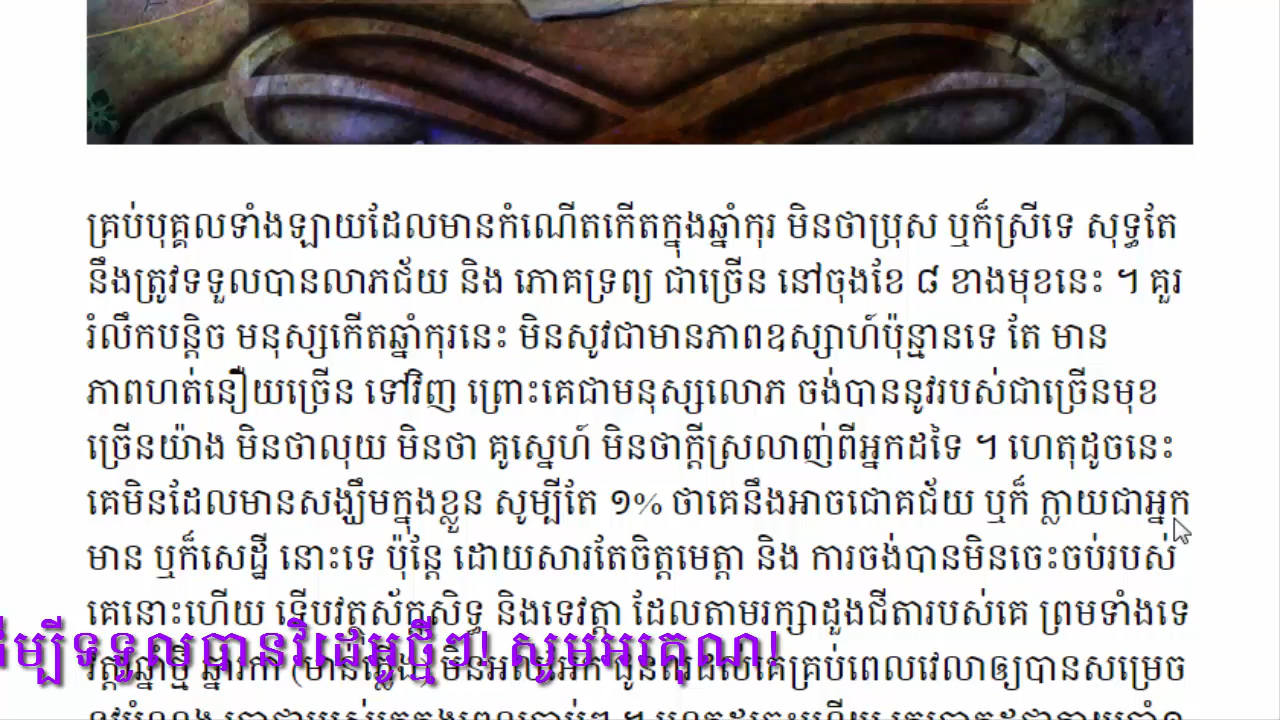 គ្រប់បុគ្គលទាំងឡាយដែលមានកំណើតកើតក្នុងឆ្នាំកុរ មិនថាប្រុស ឬក៏ស្រីទេ សុទ្ធតែ
នឹងត្រូវទទួលបានលាភជ័យ និង ភោគទ្រព្យ ជាច្រើន នៅចុងខែ ៨ ខាងមុខនេះ ។ គួរ
រំលឹកបន្តិច មនុស្សកើតឆ្នាំកុរនេះ មិនសូវជាមានភាពឧស្សាហ៍ប៉ុន្មានទេ តែ មាន
ភាពហត់នឿយច្រើន ទៅវិញ ព្រោះគេជាមនុស្សលោភ ចង់បាននូវរបស់ជាច្រើនមុខ
ច្រើនយ៉ាង មិនថាលុយ មិនថា គូស្នេហ៍ មិនថាក្ដីស្រលាញ់ពីអ្នកដទៃ ។ ហេតុដូចនេះ
គេមិនដែលមានសង្ឃឹមក្នុងខ្លួន សូម្បីតែ ១% ថាគេនឹងអាចជោគជ័យ ឬក៏ ក្លាយជាអ្នក
មាន ឬក៏សេដ្ឋី នោះទេ ប៉ុន្តែ ដោយសារតែចិត្តមេត្តា និង ការចង់បានមិនចេះចប់របស់
គេនោះហើយ ទើបវត្ថុស័ក្តិសិទ្ធ និងទេវត្តា ដែលតាមរក្សាដួងជីតារបស់គេ ព្រមទាំងទេ
ទទួលបានវីដេអូថ្មីៗ! សូមអរគុណ!
គេគ្រប់ពេលវេលាឲ្យបានសម្រេច